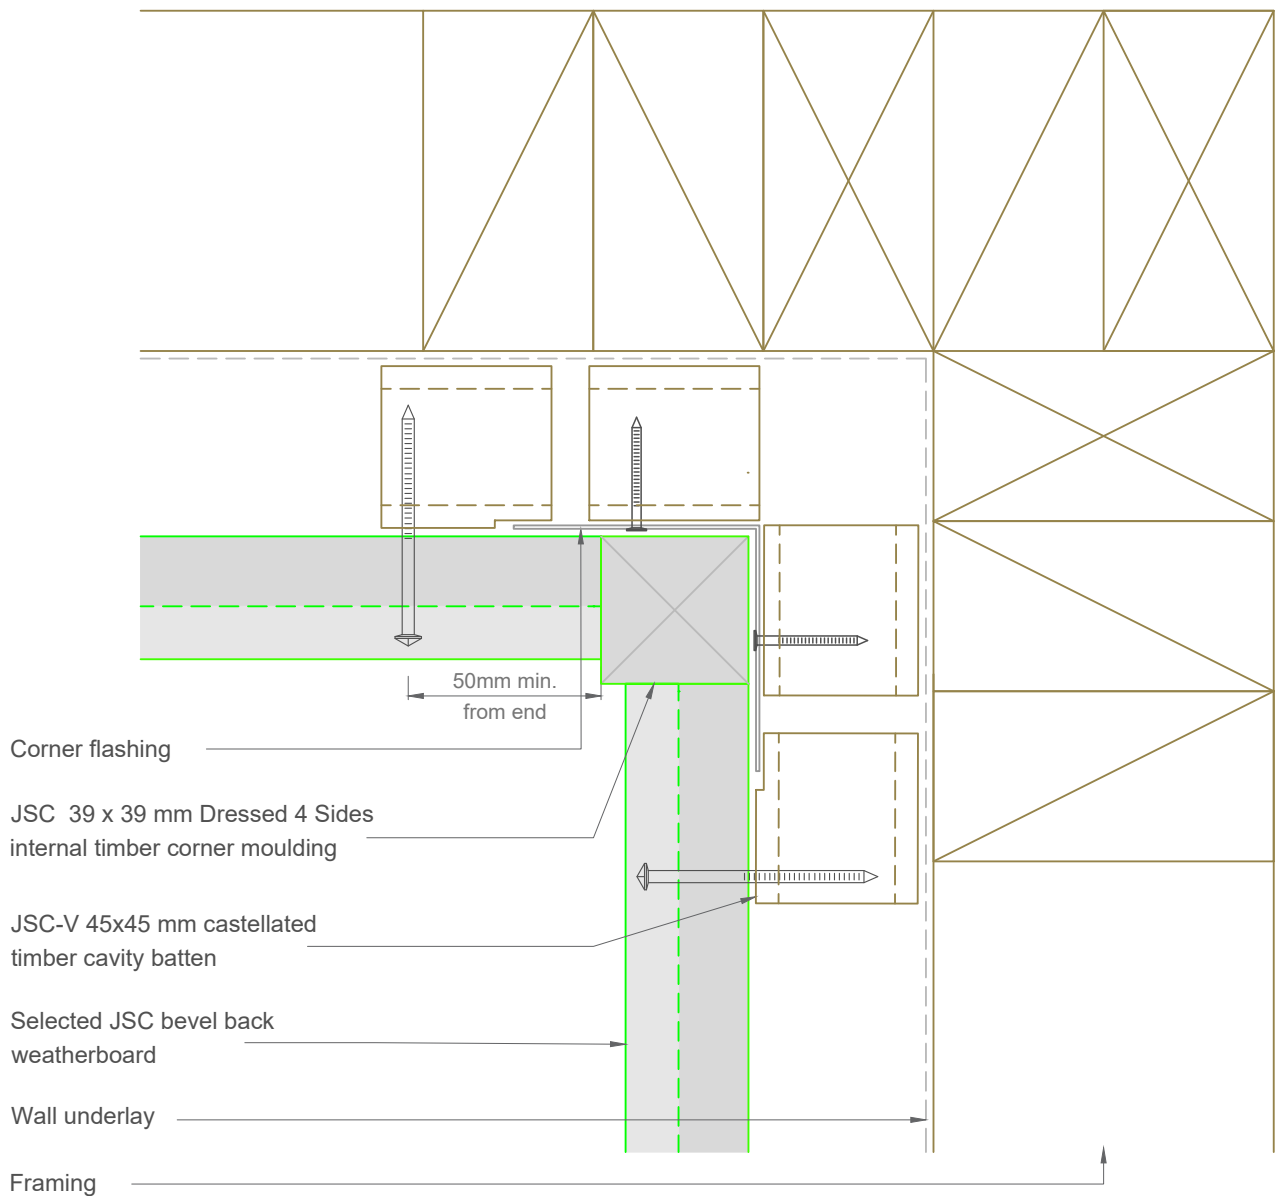 50mm min.
from end
Corner flashing
JSC  39 x 39 mm Dressed 4 Sides
internal timber corner moulding
JSC-V 45x45 mm castellated
timber cavity batten
Selected JSC bevel back
weatherboard
Wall underlay
Framing